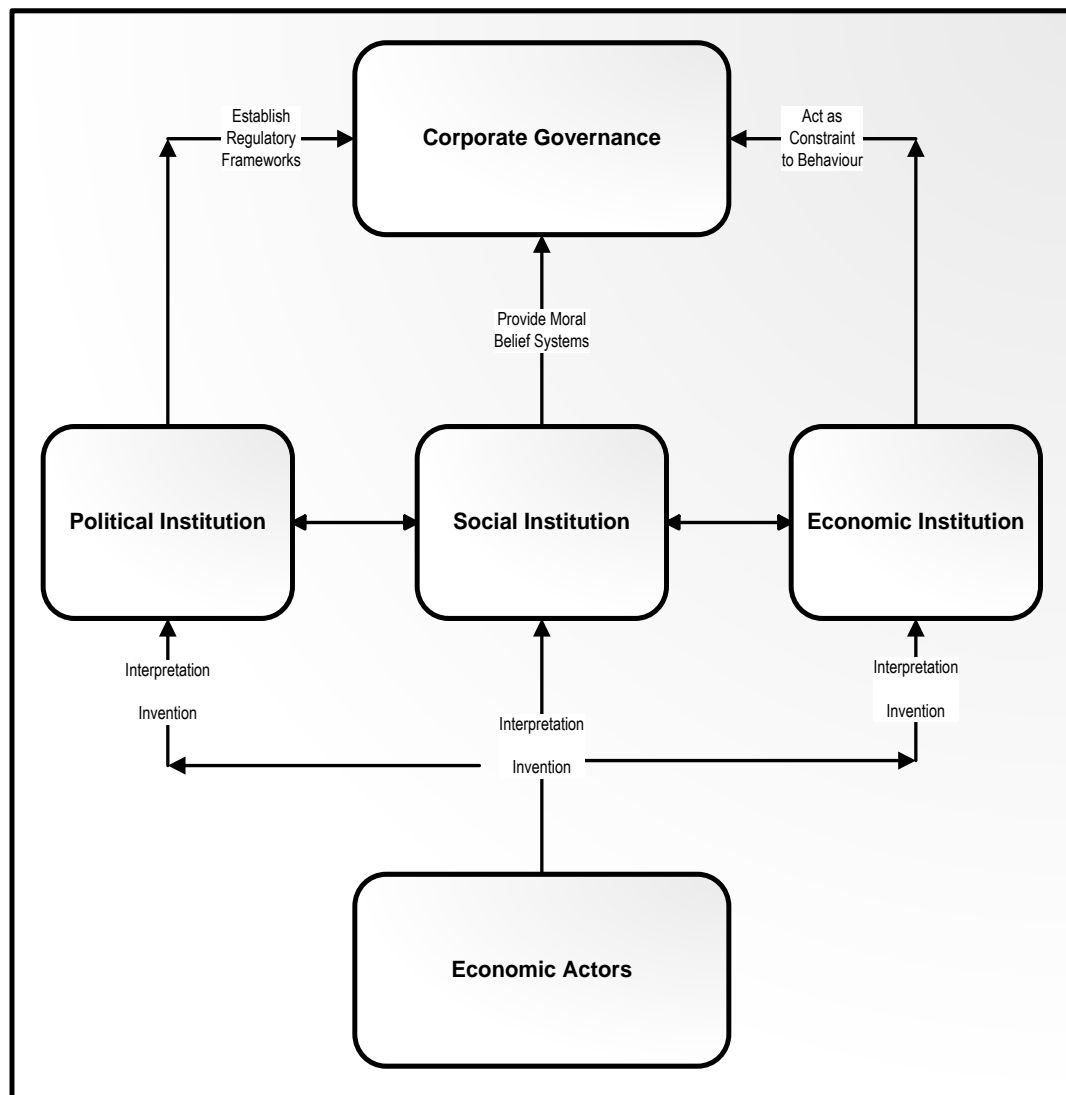 Establish
Regulatory
Frameworks
Corporate Governance
Act as
Constraint
to Behaviour
Provide Moral
Belief Systems
Political Institution
Social Institution
Economic Institution
Interpretation
Invention
Interpretation
Invention
Interpretation
Invention
Economic Actors